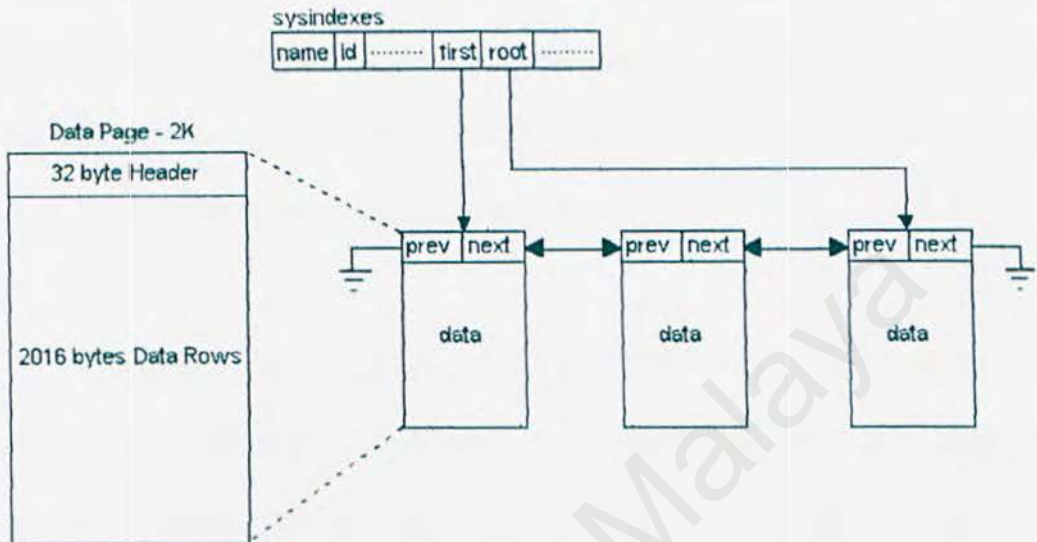 sysindexes
name id ......... first root .........
Data Page - 2K
32 byte Header
prev next prev next prev next
2016 bytes Data Rows
data data data
Malaya